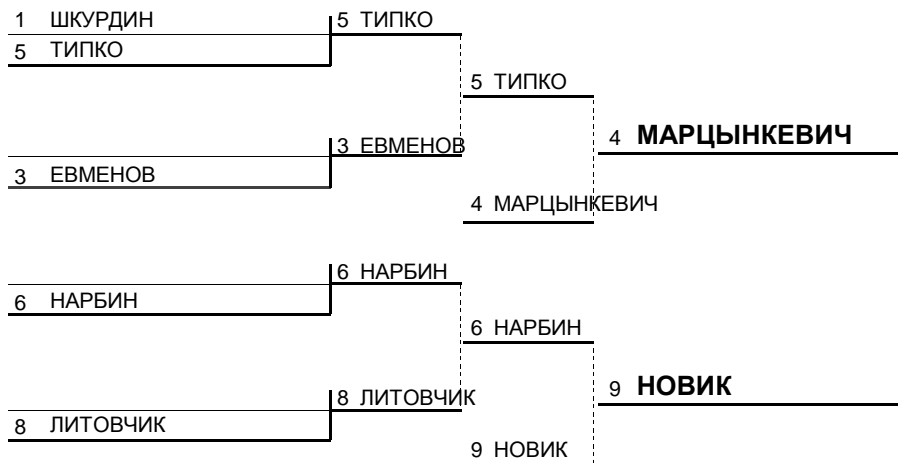 1 ШКУРДИН
5 ТИПКО
5 ТИПКО
5 ТИПКО
3 ЕВМЕНОВ
4 МАРЦЫНКЕВИЧ
3 ЕВМЕНОВ
4 МАРЦЫНКЕВИЧ
6 НАРБИН
6 НАРБИН
6 НАРБИН
8 ЛИТОВЧИК
9 НОВИК
8 ЛИТОВЧИК
9 НОВИК